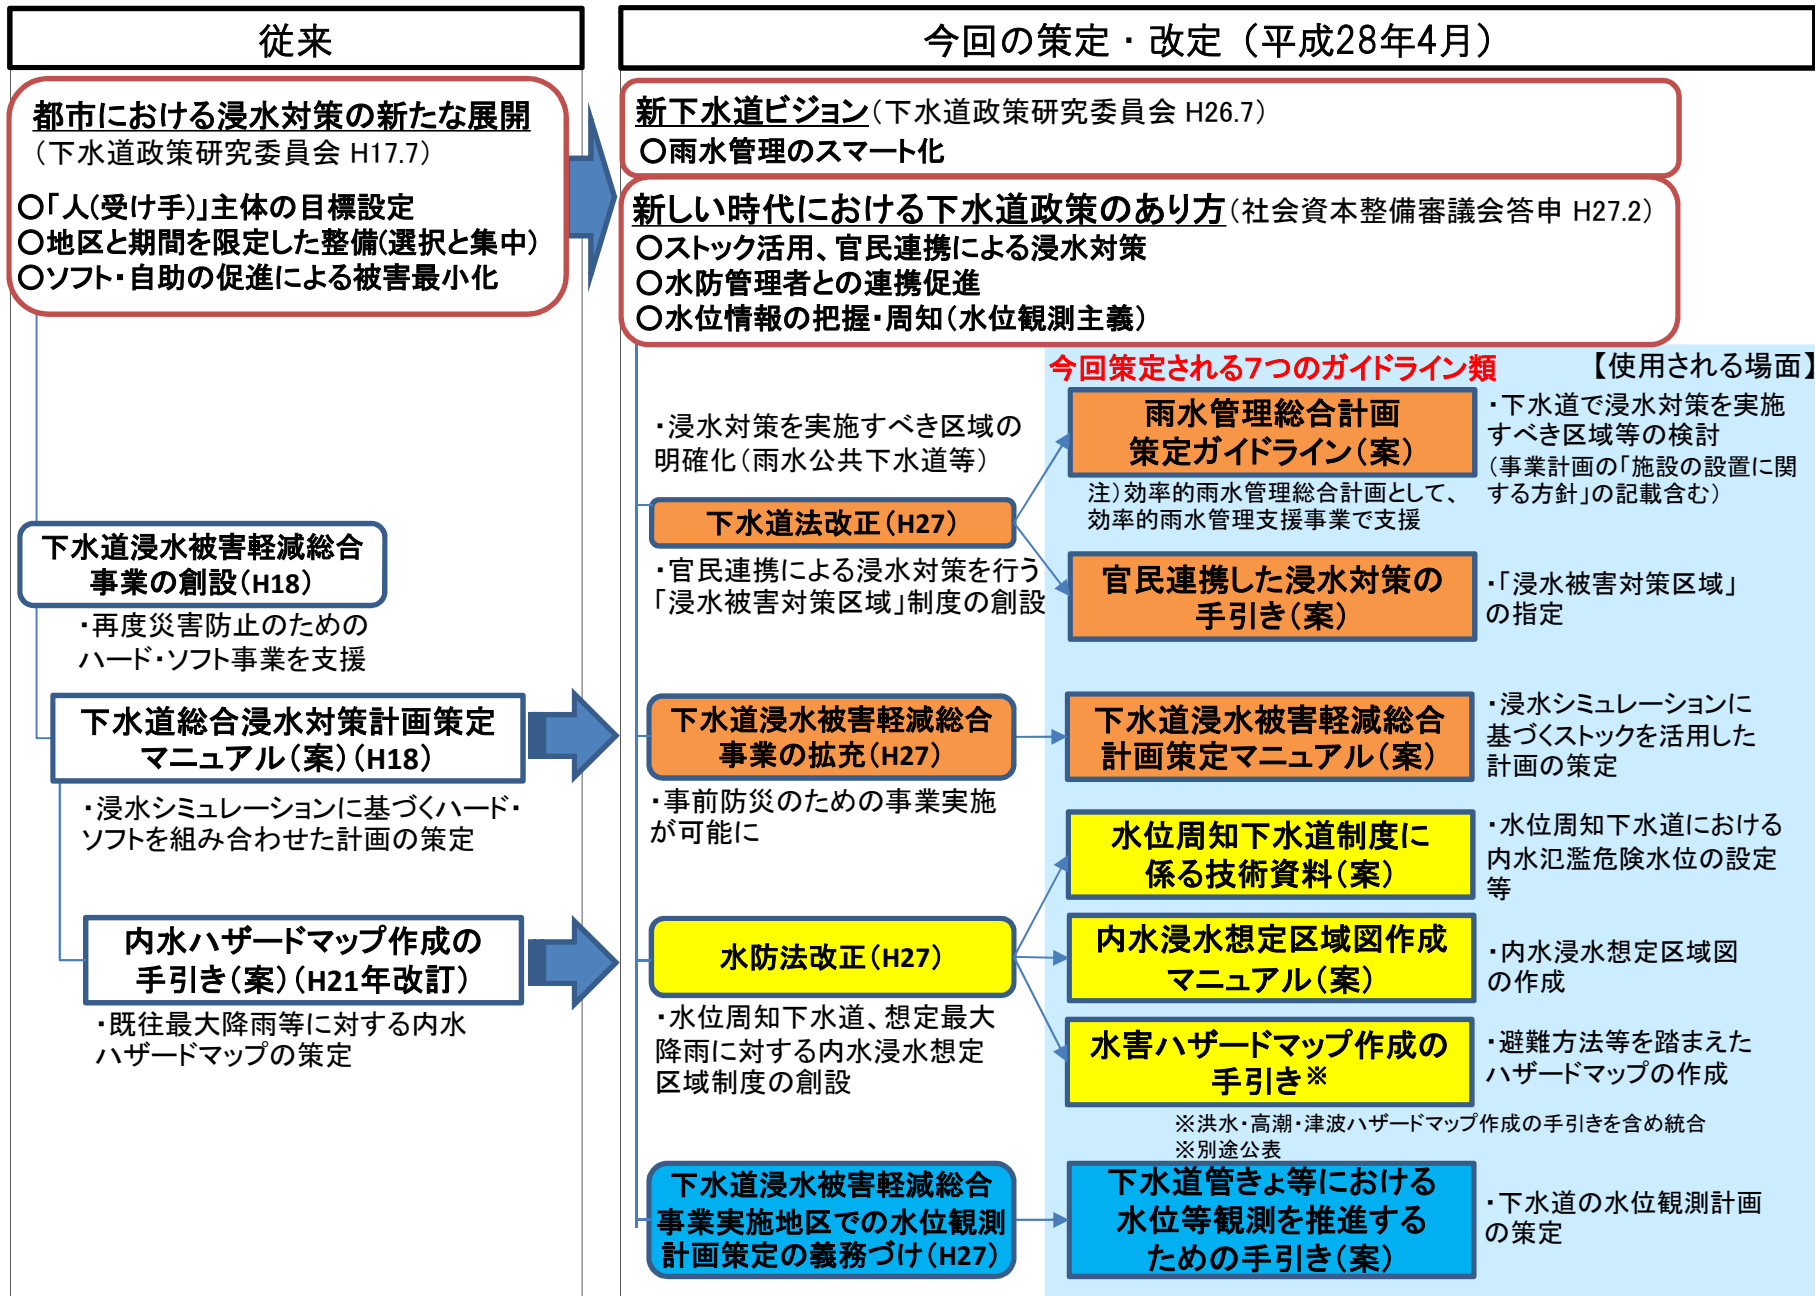 従来
都市における浸水対策の新たな展開
（下水道政策研究委員会 H17.7）
○「人(受け手)」主体の目標設定
○地区と期間を限定した整備(選択と集中)
○ソフト・自助の促進による被害最小化
下水道浸水被害軽減総合
事業の創設(H18)
・再度災害防止のための
ハード・ソフト事業を支援
下水道総合浸水対策計画策定
マニュアル(案)(H18)
・浸水シミュレーションに基づくハード・
ソフトを組み合わせた計画の策定
内水ハザードマップ作成の
手引き(案)(H21年改訂)
・既往最大降雨等に対する内水
ハザードマップの策定
今回の策定・改定（平成28年4月）
新下水道ビジョン(下水道政策研究委員会 H26.7)
○雨水管理のスマート化
新しい時代における下水道政策のあり方(社会資本整備審議会答申 H27.2)
○ストック活用、官民連携による浸水対策
○水防管理者との連携促進
○水位情報の把握・周知(水位観測主義)
今回策定される7つのガイドライン類
【使用される場面】
・浸水対策を実施すべき区域の
明確化(雨水公共下水道等)
下水道法改正(H27)
・官民連携による浸水対策を行う
「浸水被害対策区域」制度の創設
雨水管理総合計画
策定ガイドライン(案)
注)効率的雨水管理総合計画として、
効率的雨水管理支援事業で支援
・下水道で浸水対策を実施
すべき区域等の検討
(事業計画の「施設の設置に関
する方針」の記載含む)
官民連携した浸水対策の
手引き(案)
・「浸水被害対策区域」
の指定
下水道浸水被害軽減総合
事業の拡充(H27)
・事前防災のための事業実施
が可能に
下水道浸水被害軽減総合
計画策定マニュアル(案)
・浸水シミュレーションに
基づくストックを活用した
計画の策定
水防法改正(H27)
・水位周知下水道、想定最大
降雨に対する内水浸水想定
区域制度の創設
水位周知下水道制度に
係る技術資料(案)
・水位周知下水道における
内水氾濫危険水位の設定
等
内水浸水想定区域図作成
マニュアル(案)
・内水浸水想定区域図
の作成
水害ハザードマップ作成の
手引き※
・避難方法等を踏まえた
ハザードマップの作成
※洪水・高潮・津波ハザードマップ作成の手引きを含め統合
※別途公表
下水道浸水被害軽減総合
事業実施地区での水位観測
計画策定の義務づけ(H27)
下水道管きょ等における
水位等観測を推進する
ための手引き(案)
・下水道の水位観測計画
の策定